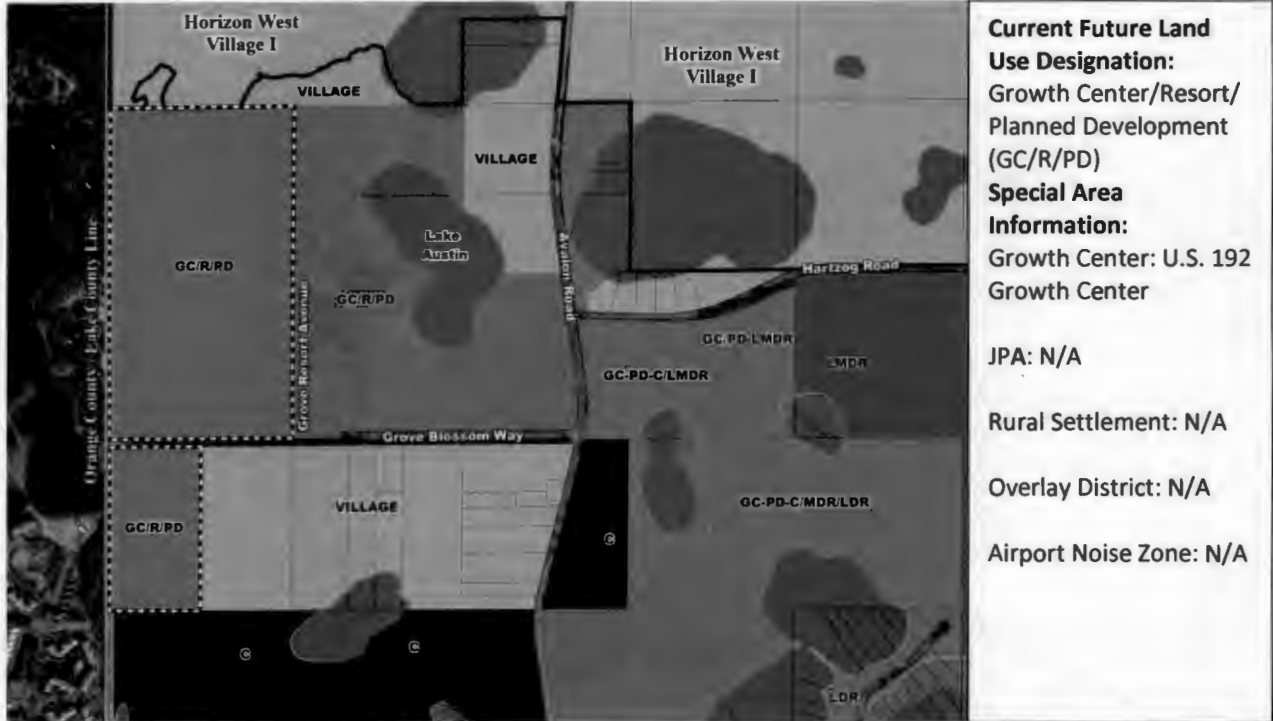 Horizon West
Village I
Horizon West
Village I
VILLAGE
VILLAGE
Orange County/Lake County Line
GC/R/PD
Grove Resort Avenue
Lake
Austin
GC/R/PD
Avalon Road
Hartzog Road
GC-PD-LMDR
GC-PD-C/LMDR
LMDR
Grove Blossom Way
GC/R/PD
VILLAGE
C
GC-PD-C/MDR/LDR
C
C
LDR
Current Future Land
Use Designation:
Growth Center/Resort/
Planned Development
(GC/R/PD)
Special Area
Information:
Growth Center: U.S. 192
Growth Center
JPA: N/A
Rural Settlement: N/A
Overlay District: N/A
Airport Noise Zone: N/A